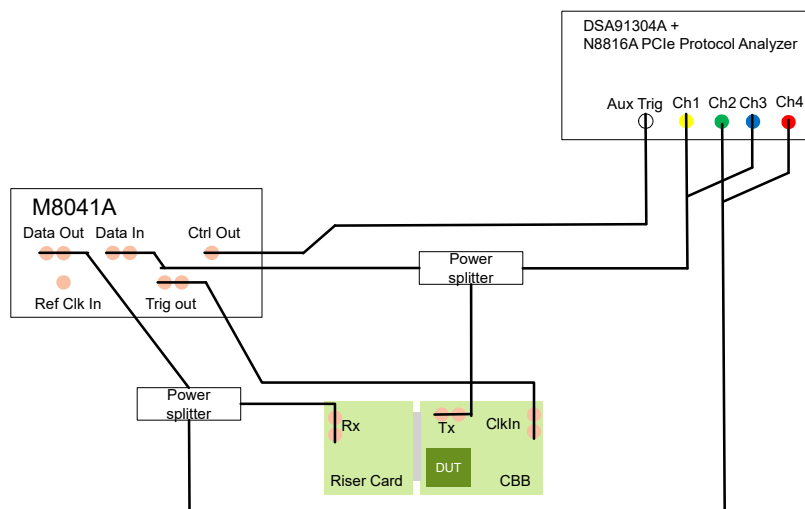 DSA91304A +
N8816A PCIe Protocol Analyzer
Aux Trig Ch1 Ch2 Ch3 Ch4
M8041A
Data Out Data In Ctrl Out
Ref Clk In Trig out
Power
splitter
Power
splitter
Rx Tx ClkIn
DUT
Riser Card CBB